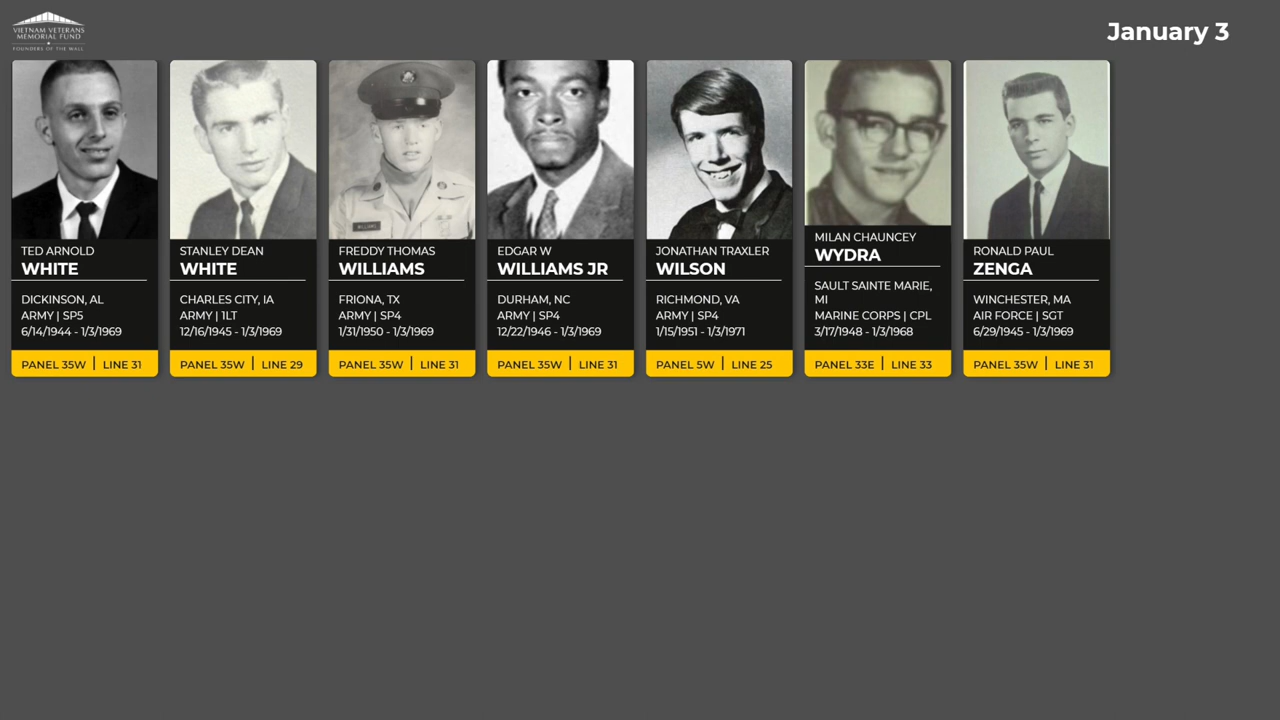 VIETNAM VETERANS
MEMORIAL FUND
FOUNDERS OF THE WALL
January 3
TED ARNOLD
WHITE
DICKINSON, AL
ARMY | SP5
6/14/1944 - 1/3/1969
PANEL 35W | LINE 31
STANLEY DEAN
WHITE
CHARLES CITY, IA
ARMY | 1LT
12/16/1945 - 1/3/1969
PANEL 35W | LINE 29
WILLIAMS
FREDDY THOMAS
WILLIAMS
FRIONA, TX
ARMY | SP4
1/31/1950 - 1/3/1969
PANEL 35W | LINE 31
EDGAR W
WILLIAMS JR
DURHAM, NC
ARMY | SP4
12/22/1946 - 1/3/1969
PANEL 35W | LINE 31
JONATHAN TRAXLER
WILSON
RICHMOND, VA
ARMY | SP4
1/15/1951 - 1/3/1971
PANEL 5W | LINE 25
MILAN CHAUNCEY
WYDRA
SAULT SAINTE MARIE,
MI
MARINE CORPS | CPL
3/17/1948 - 1/3/1968
PANEL 33E | LINE 33
RONALD PAUL
ZENGA
WINCHESTER, MA
AIR FORCE | SGT
6/29/1945 - 1/3/1969
PANEL 35W | LINE 31